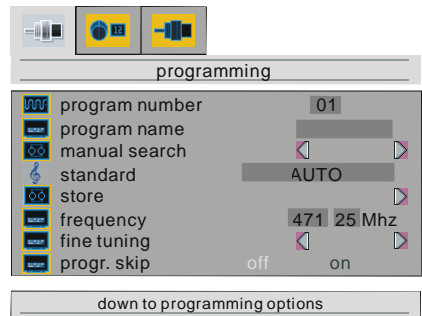 12
programming
program number 01
program name
manual search
standard AUTO
store
frequency 471 25 Mhz
fine tuning
progr. skip off on
down to programming options